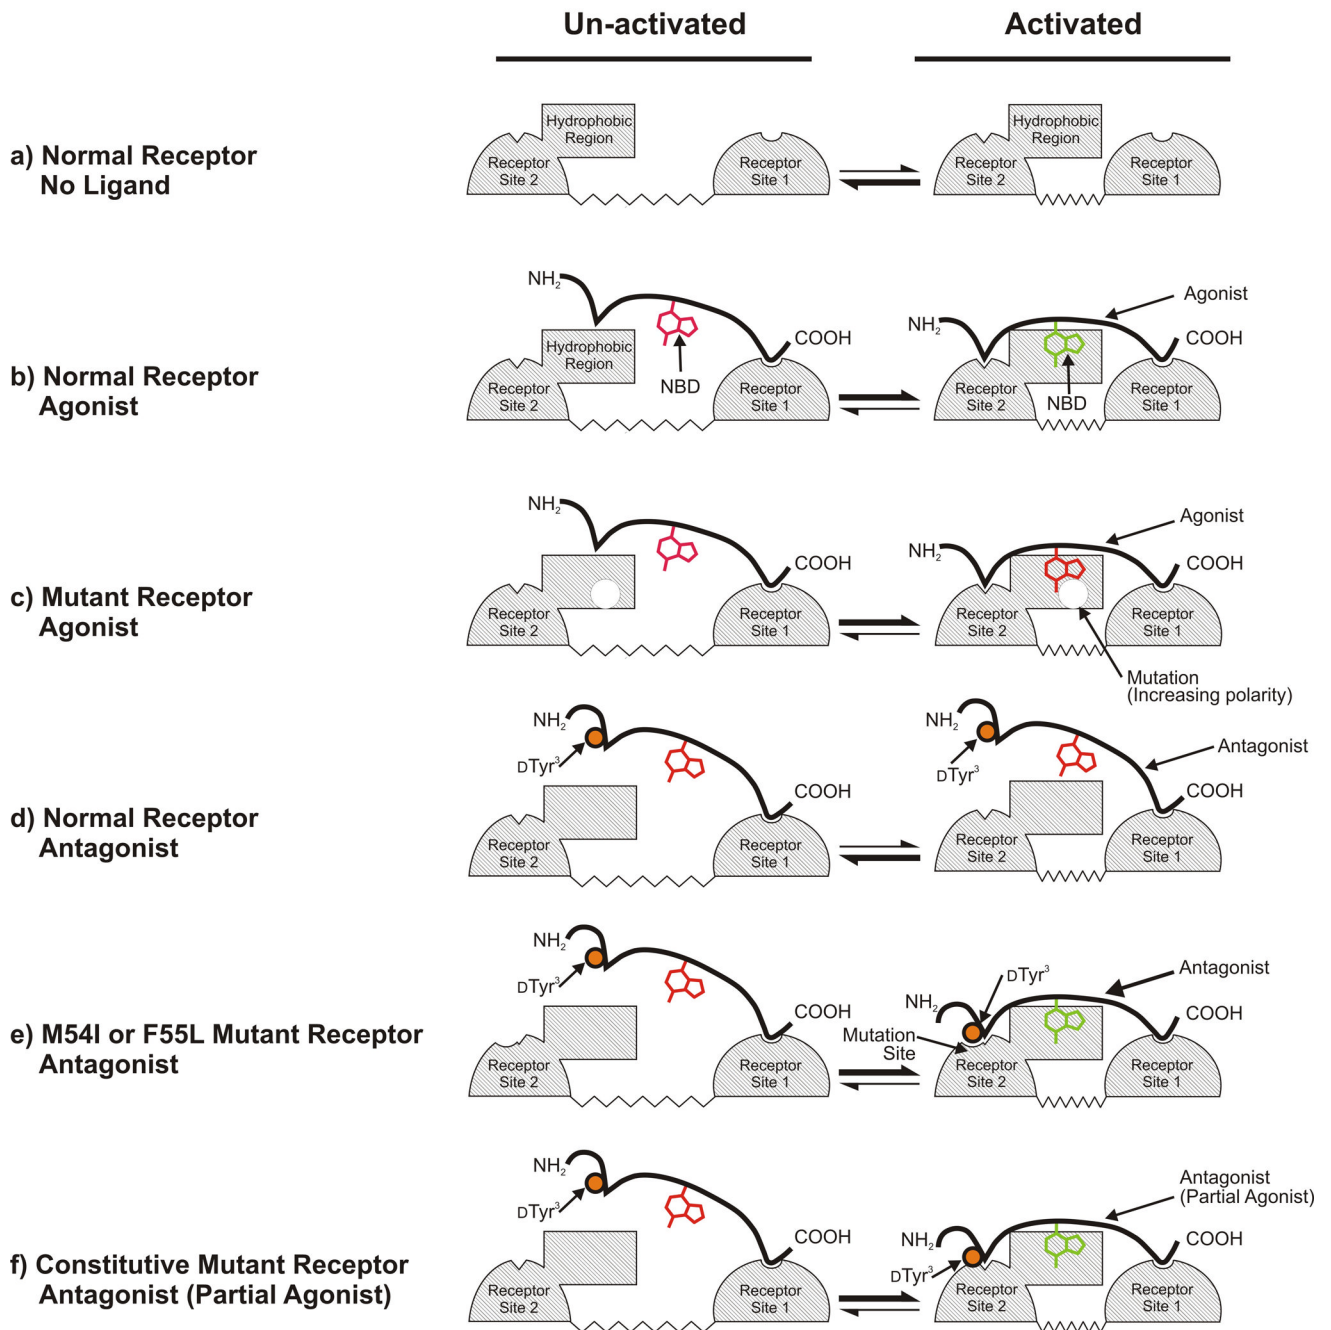 Un-activated
Activated
a) Normal Receptor
No Ligand
Hydrophobic
Region
Receptor
Site 2
Receptor
Site 1
Hydrophobic
Region
Receptor
Site 2
Receptor
Site 1
b) Normal Receptor
Agonist
NH2
COOH
Hydrophobic
Region
NBD
Receptor
Site 2
Receptor
Site 1
NH2
Agonist
COOH
NBD
Receptor
Site 2
Receptor
Site 1
c) Mutant Receptor
Agonist
NH2
COOH
Receptor
Site 2
Receptor
Site 1
NH2
Agonist
COOH
Receptor
Site 2
Receptor
Site 1
Mutation
(Increasing polarity)
d) Normal Receptor
Antagonist
NH2
DTyr3
COOH
Receptor
Site 2
Receptor
Site 1
NH2
DTyr3
Antagonist
COOH
Receptor
Site 2
Receptor
Site 1
e) M54I or F55L Mutant Receptor
Antagonist
NH2
DTyr3
COOH
Receptor
Site 2
Receptor
Site 1
NH2
DTyr3
Antagonist
COOH
Mutation
Site
Receptor
Site 2
Receptor
Site 1
f) Constitutive Mutant Receptor
Antagonist (Partial Agonist)
NH2
DTyr3
COOH
Receptor
Site 2
Receptor
Site 1
NH2
DTyr3
Antagonist
(Partial Agonist)
COOH
Receptor
Site 2
Receptor
Site 1